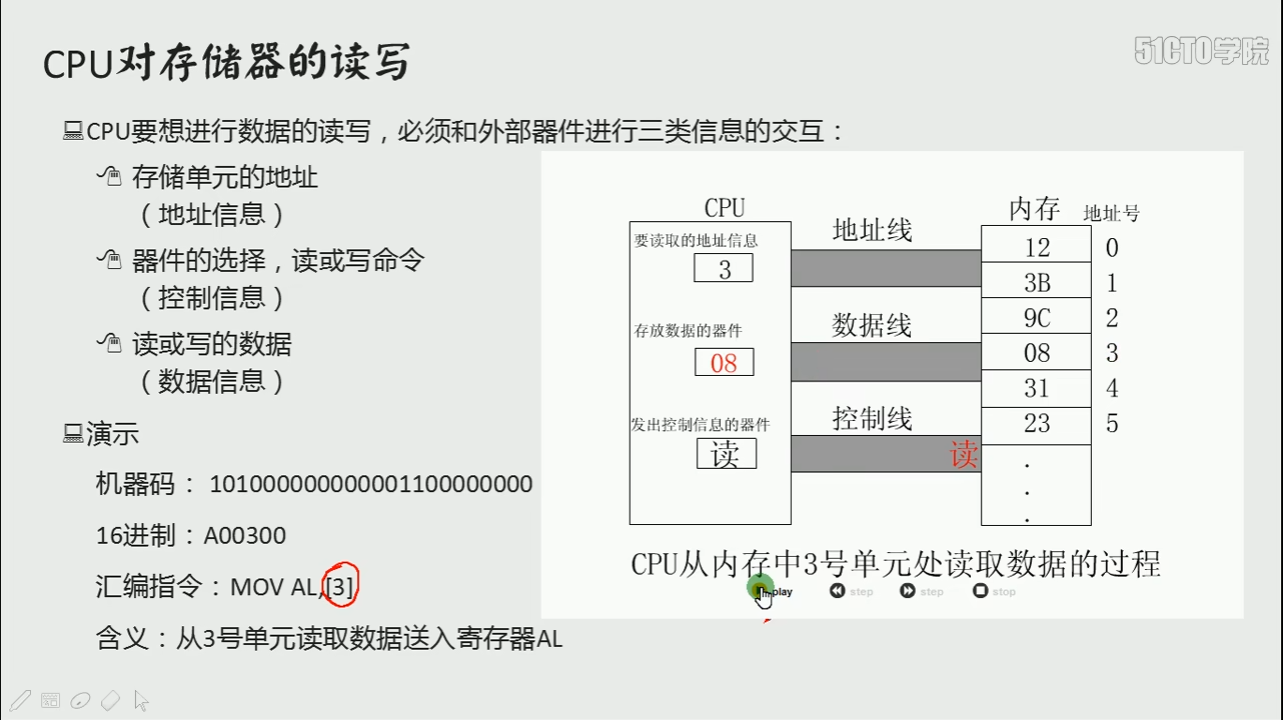 51CTO学院
CPU对存储器的读写
CPU要想进行数据的读写，必须和外部器件进行三类信息的交互：
存储单元的地址
（地址信息）
器件的选择，读或写命令
（控制信息）
读或写的数据
（数据信息）
演示
机器码：101000000000001100000000
16进制：A00300
汇编指令：MOV AL,[3]
含义：从3号单元读取数据送入寄存器AL
CPU
要读取的地址信息
3
存放数据的器件
08
发出控制信息的器件
读
地址线
数据线
控制线
读
内存 地址号
12 0
3B 1
9C 2
08 3
31 4
23 5
.
.
.
CPU从内存中3号单元处读取数据的过程
play step step stop